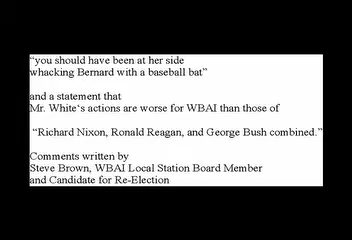 “you should have been at her side
whacking Bernard with a baseball bat”
and a statement that
Mr. White‘s actions are worse for WBAI than those of
“Richard Nixon, Ronald Reagan, and George Bush combined.”
Comments written by
Steve Brown, WBAI Local Station Board Member
and Candidate for Re-Election